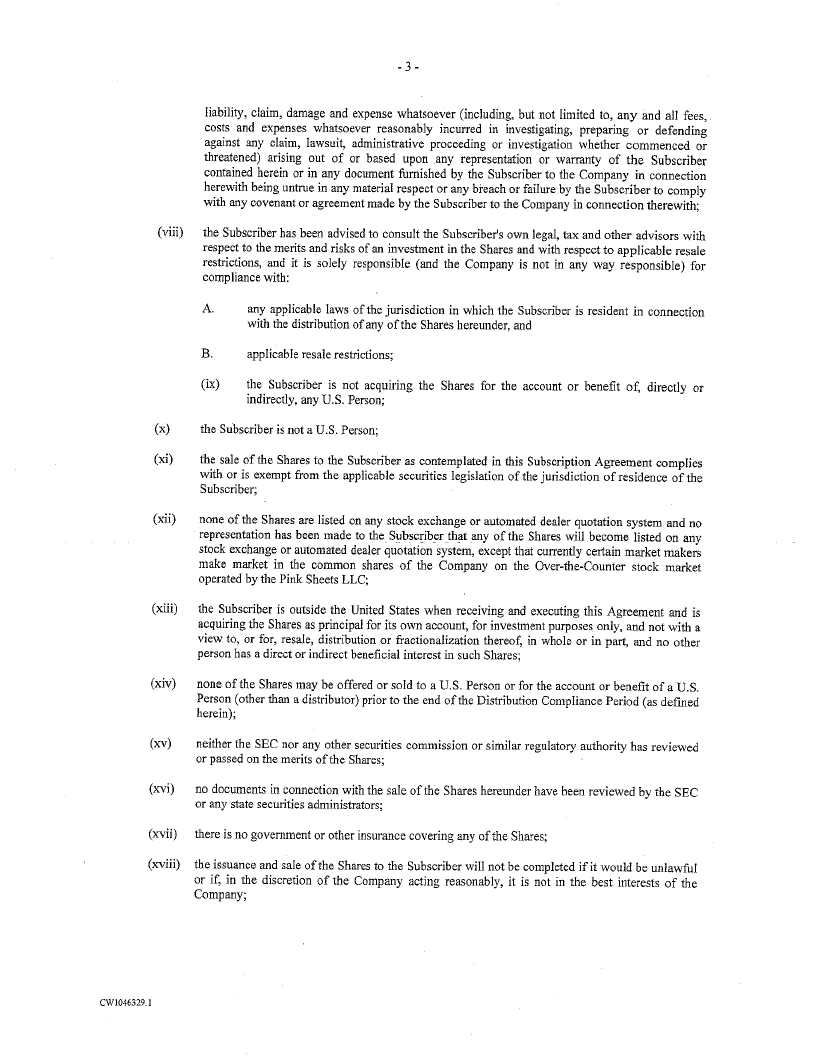 - 3 -
liability, claim, damage and expense whatsoever (including, but not limited to, any and all fees,
costs and expenses whatsoever reasonably incurred in investigating, preparing or defending
against any claim, lawsuit, administrative proceeding or investigation whether commenced or
threatened) arising out of or based upon any representation or warranty of the Subscriber
contained herein or in any document furnished by the Subscriber to the Company in connection
herewith being untrue in any material respect or any breach or failure by the Subscriber to comply
with any covenant or agreement made by the Subscriber to the Company in connection therewith;
(viii) the Subscriber has been advised to consult the Subscriber's own legal, tax and other advisors with
respect to the merits and risks of an investment in the Shares and with respect to applicable resale
restrictions, and it is solely responsible (and the Company is not in any way responsible) for
compliance with:
A. any applicable laws of the jurisdiction in which the Subscriber is resident in connection
with the distribution of any of the Shares hereunder, and
B. applicable resale restrictions;
(ix) the Subscriber is not acquiring the Shares for the account or benefit of, directly or
indirectly, any U.S. Person;
(x) the Subscriber is not a U.S. Person;
(xi) the sale of the Shares to the Subscriber as contemplated in this Subscription Agreement complies
with or is exempt from the applicable securities legislation of the jurisdiction of residence of the
Subscriber;
(xii) none of the Shares are listed on any stock exchange or automated dealer quotation system and no
representation has been made to the Subscriber that any of the Shares will become listed on any
stock exchange or automated dealer quotation system, except that currently certain market makers
make market in the common shares of the Company on the Over-the-Counter stock market
operated by the Pink Sheets LLC;
(xiii) the Subscriber is outside the United States when receiving and executing this Agreement and is
acquiring the Shares as principal for its own account, for investment purposes only, and not with a
view to, or for, resale, distribution or fractionalization thereof, in whole or in part, and no other
person has a direct or indirect beneficial interest in such Shares;
(xiv) none of the Shares may be offered or sold to a U.S. Person or for the account or benefit of a U.S.
Person (other than a distributor) prior to the end of the Distribution Compliance Period (as defined
herein);
(xv) neither the SEC nor any other securities commission or similar regulatory authority has reviewed
or passed on the merits of the Shares;
(xvi) no documents in connection with the sale of the Shares hereunder have been reviewed by the SEC
or any state securities administrators;
(xvii) there is no government or other insurance covering any of the Shares;
(xviii) the issuance and sale of the Shares to the Subscriber will not be completed if it would be unlawful
or if, in the discretion of the Company acting reasonably, it is not in the best interests of the
Company;
CW1046329.1